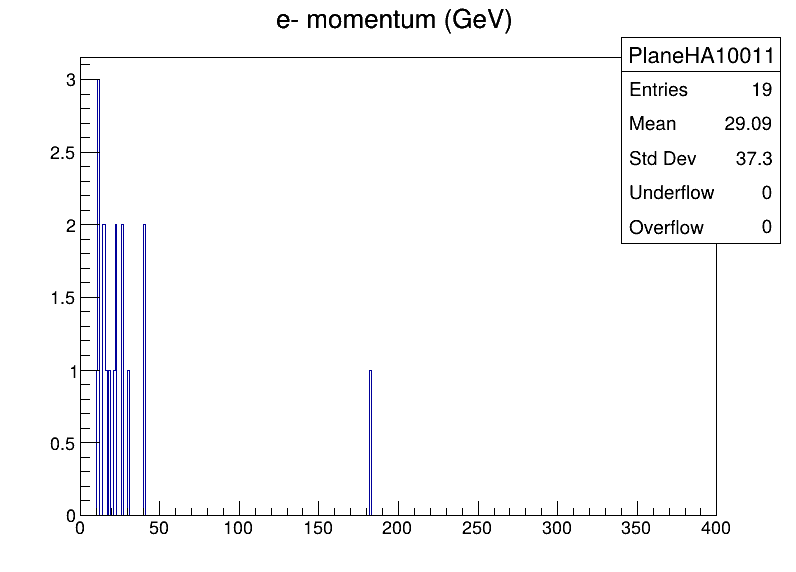 e- momentum (GeV)
PlaneHA10011
Entries 19
Mean 29.09
Std Dev 37.3
Underflow 0
Overflow 0
3
2.5
2
1.5
1
0.5
0
0 50 100 150 200 250 300 350 400